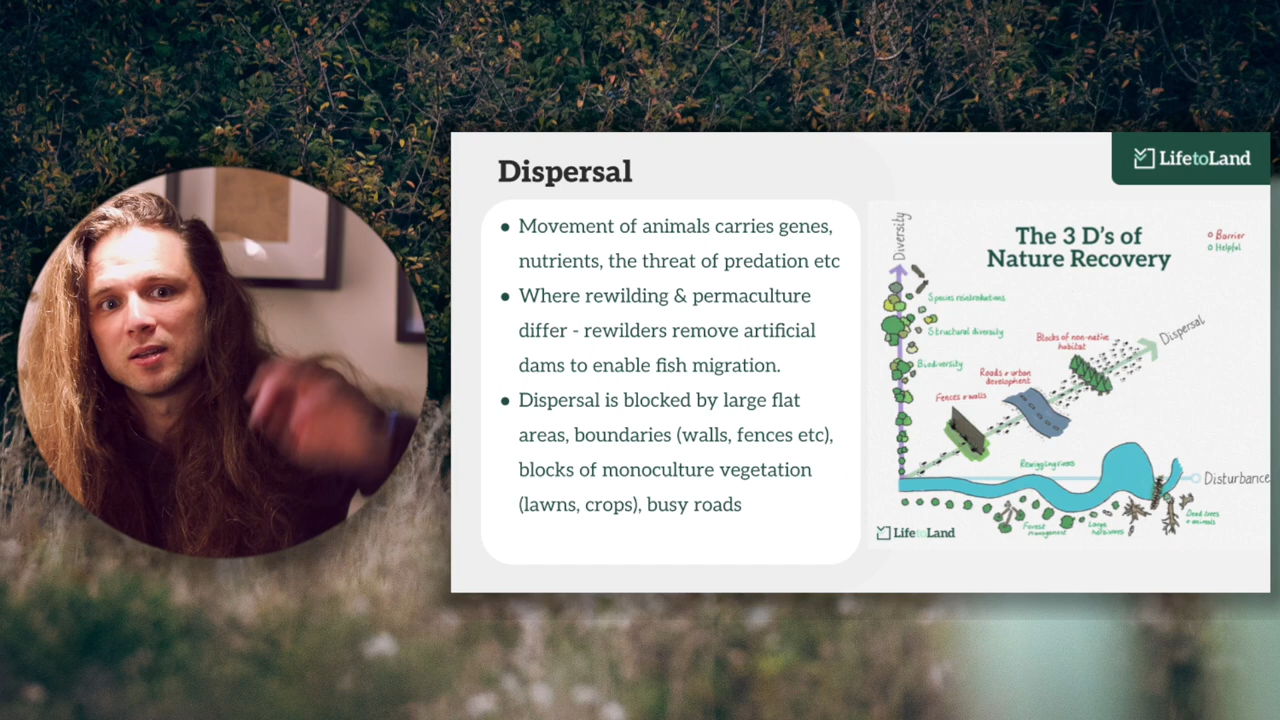 LifetoLand
Dispersal
● Movement of animals carries genes,
nutrients, the threat of predation etc
● Where rewilding & permaculture
differ - rewilders remove artificial
dams to enable fish migration.
● Dispersal is blocked by large flat
areas, boundaries (walls, fences etc),
blocks of monoculture vegetation
(lawns, crops), busy roads
The 3 D's of
Nature Recovery
Barrier
Helpful
Diversity
Species reintroductions
Structural diversity
Biodiversity
Dispersal
Blocks of non-native
habitat
Roads & urban
development
Fences & walls
Rewiggling rivers
Disturbance
Forest
management
Large
herbivores
Dead trees
& animals
LifetoLand